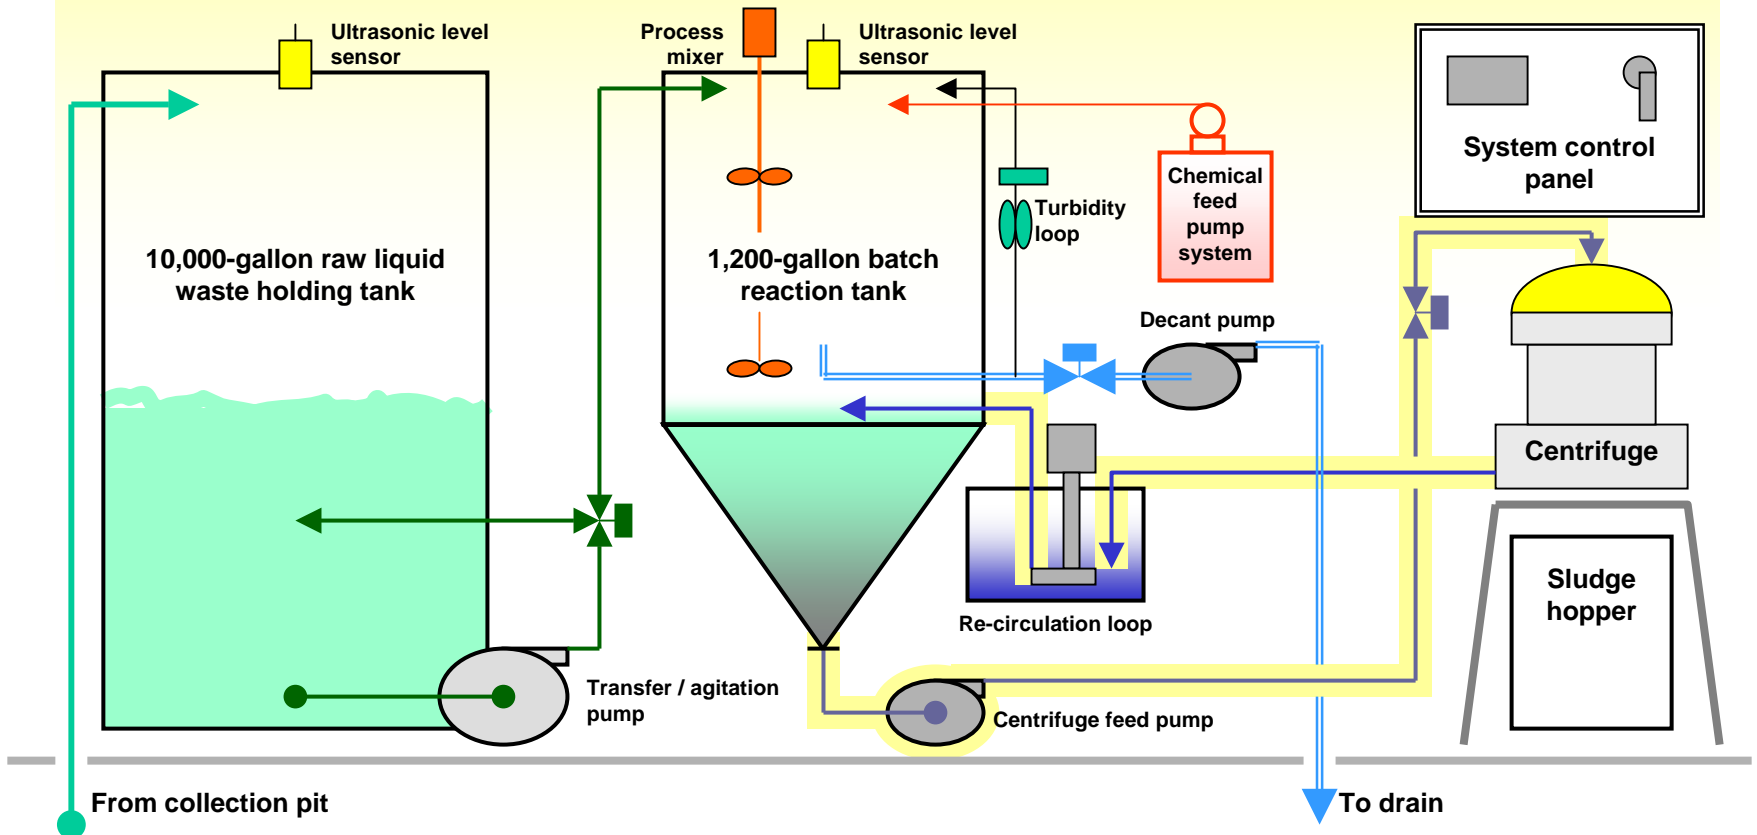 Ultrasonic level
sensor
Process
mixer
Ultrasonic level
sensor
System control
panel
Chemical
feed
pump
system
Turbidity
loop
10,000-gallon raw liquid
waste holding tank
1,200-gallon batch
reaction tank
Decant pump
Centrifuge
Sludge
hopper
Re-circulation loop
Transfer / agitation
pump
Centrifuge feed pump
From collection pit
To drain